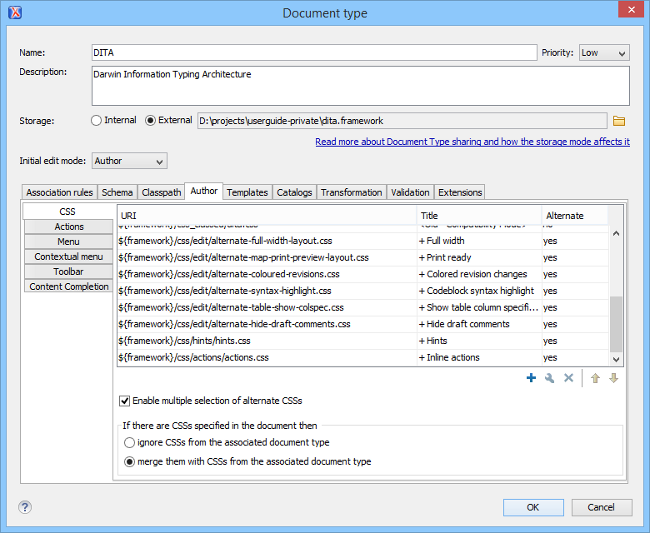 Document type
Name: DITA Priority: Low
Description: Darwin Information Typing Architecture
Storage: Internal External D:\projects\userguide-private\dita.framework
Read more about Document Type sharing and how the storage mode affects it
Initial edit mode: Author
Association rules Schema Classpath Author Templates Catalogs Transformation Validation Extensions
CSS
Actions
Menu
Contextual menu
Toolbar
Content Completion
URI Title Alternate
${framework}/css/edit/alternate-full-width-layout.css + Full width yes
${framework}/css/edit/alternate-map-print-preview-layout.css + Print ready yes
${framework}/css/edit/alternate-coloured-revisions.css + Colored revision changes yes
${framework}/css/edit/alternate-syntax-highlight.css + Codeblock syntax highlight yes
${framework}/css/edit/alternate-table-show-colspec.css + Show table column specifi... yes
${framework}/css/edit/alternate-hide-draft-comments.css + Hide draft comments yes
${framework}/css/hints/hints.css + Hints yes
${framework}/css/actions/actions.css + Inline actions yes
Enable multiple selection of alternate CSSs
If there are CSSs specified in the document then
ignore CSSs from the associated document type
merge them with CSSs from the associated document type
? OK Cancel